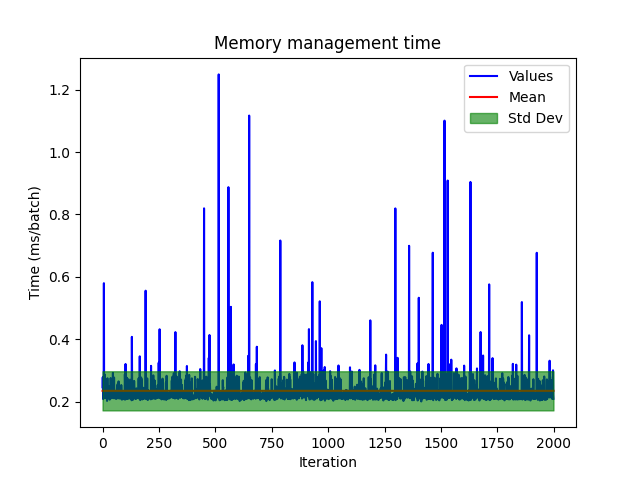 Memory management time
Values
Mean
Std Dev
Time (ms/batch)
1.2
1.0
0.8
0.6
0.4
0.2
0 250 500 750 1000 1250 1500 1750 2000
Iteration